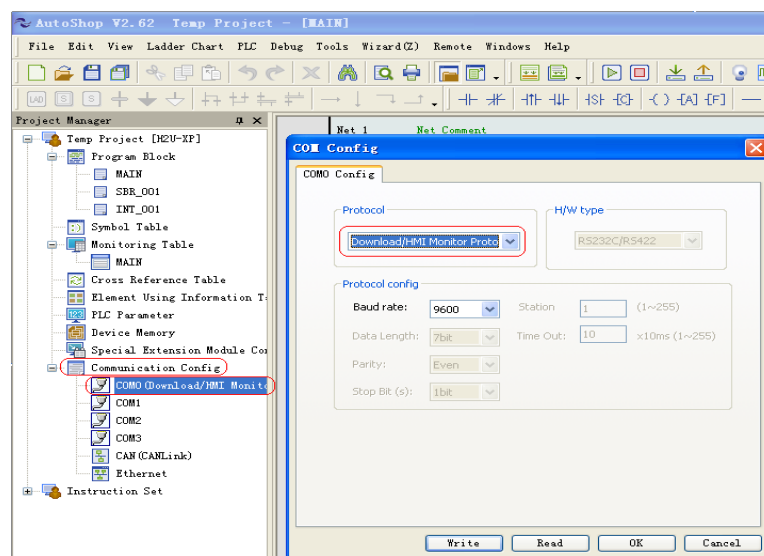 AutoShop V2.62 Temp Project - [MAIN]
File Edit View Ladder Chart PLC Debug Tools Wizard(Z) Remote Windows Help
LAD S S
Project Manager
Temp Project [H2U-XP]
Program Block
MAIN
SBR_001
INT_001
Symbol Table
Monitoring Table
MAIN
Cross Reference Table
Element Using Information T
PLC Parameter
Device Memory
Special Extension Module Co
Communication Config
COM0(Download/HMI Monito
COM1
COM2
COM3
CAN(CANLink)
Ethernet
Instruction Set
Net 1 Net Comment
COM Config
COM0 Config
Protocol
Download/HMI Monitor Proto
H/W type
RS232C/RS422
Protocol config
Baud rate: 9600 Station 1 (1~255)
Data Length: 7bit Time Out: 10 ×10ms (1~255)
Parity: Even
Stop Bit (s): 1bit
Write Read OK Cancel